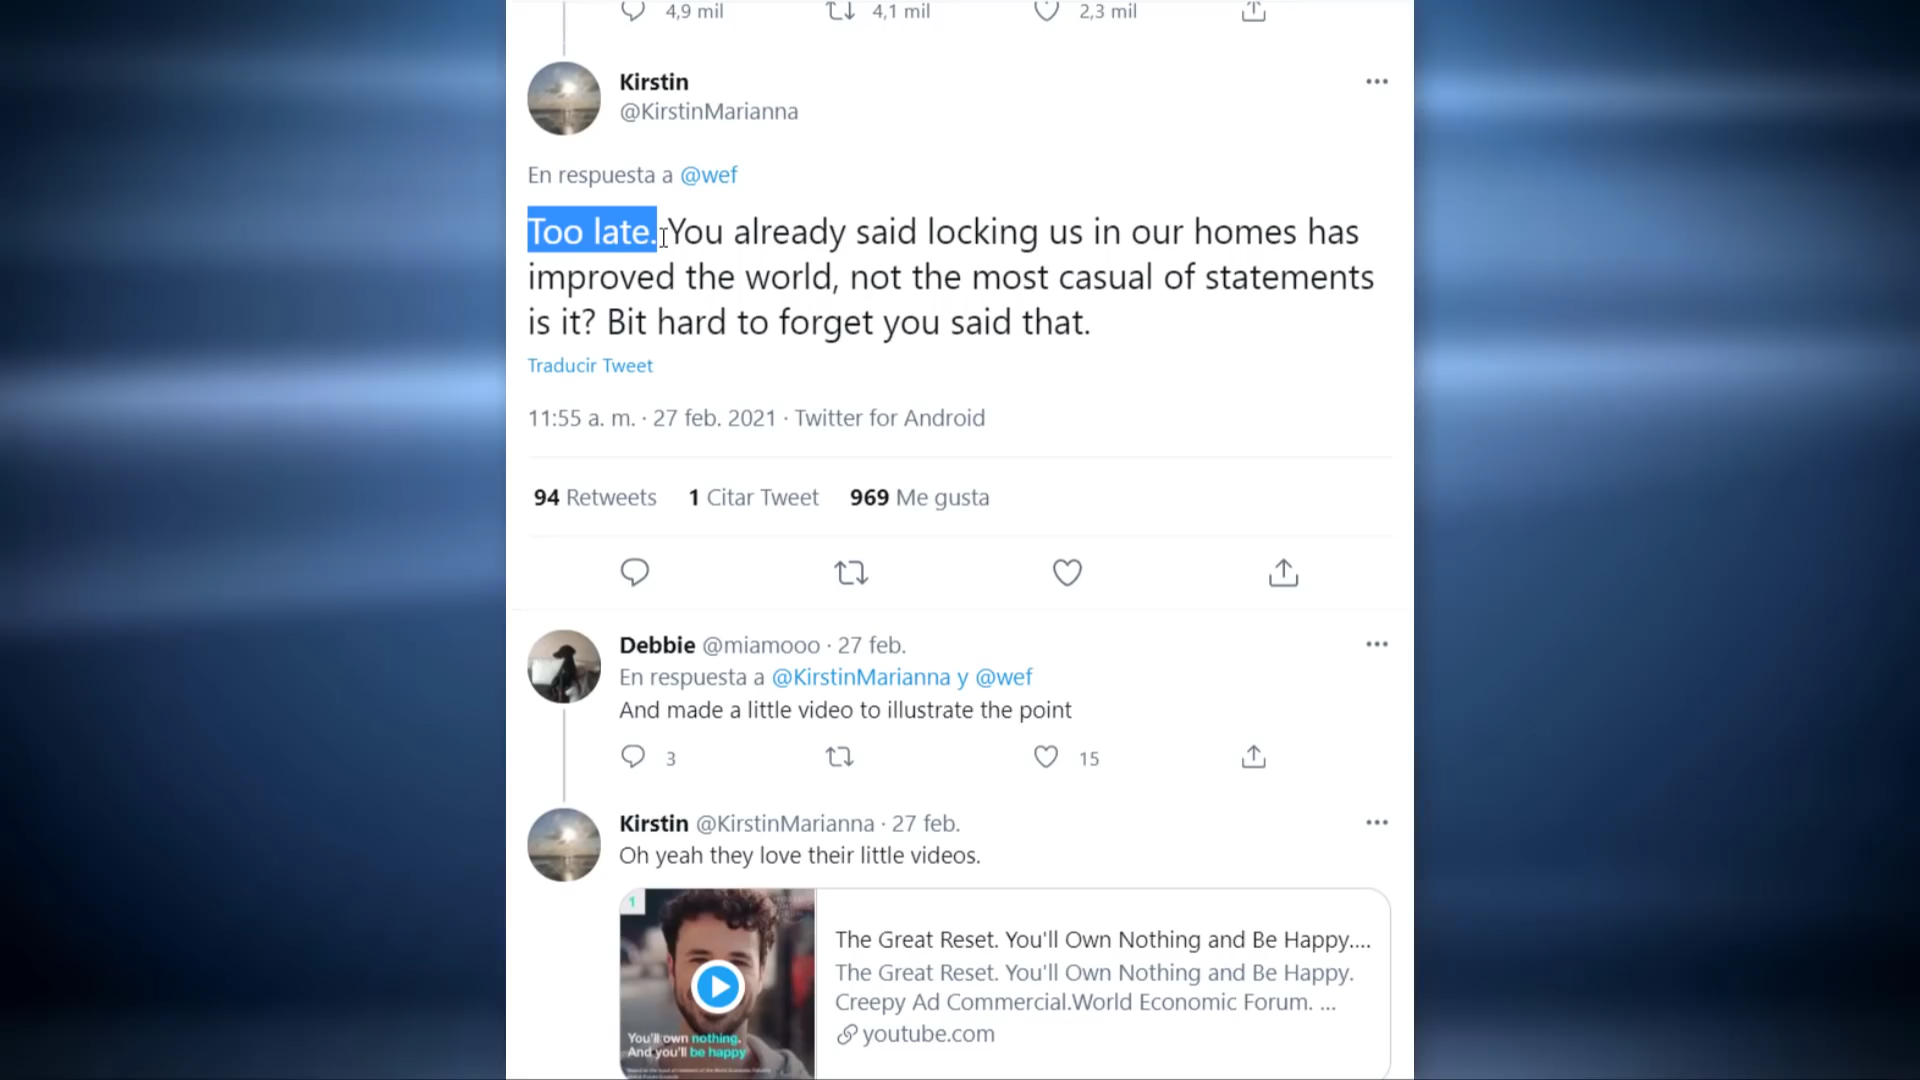 4,9 mil 4,1 mil 2,3 mil
Kirstin
@KirstinMarianna
En respuesta a @wef
Too late. You already said locking us in our homes has
improved the world, not the most casual of statements
is it? Bit hard to forget you said that.
Traducir Tweet
11:55 a. m. · 27 feb. 2021 · Twitter for Android
94 Retweets 1 Citar Tweet 969 Me gusta
Debbie @miamooo · 27 feb.
En respuesta a @KirstinMarianna y @wef
And made a little video to illustrate the point
3 15
Kirstin @KirstinMarianna · 27 feb.
Oh yeah they love their little videos.
1
You'll own nothing.
And you'll be happy
The Great Reset. You'll Own Nothing and Be Happy....
The Great Reset. You'll Own Nothing and Be Happy.
Creepy Ad Commercial.World Economic Forum. ...
youtube.com